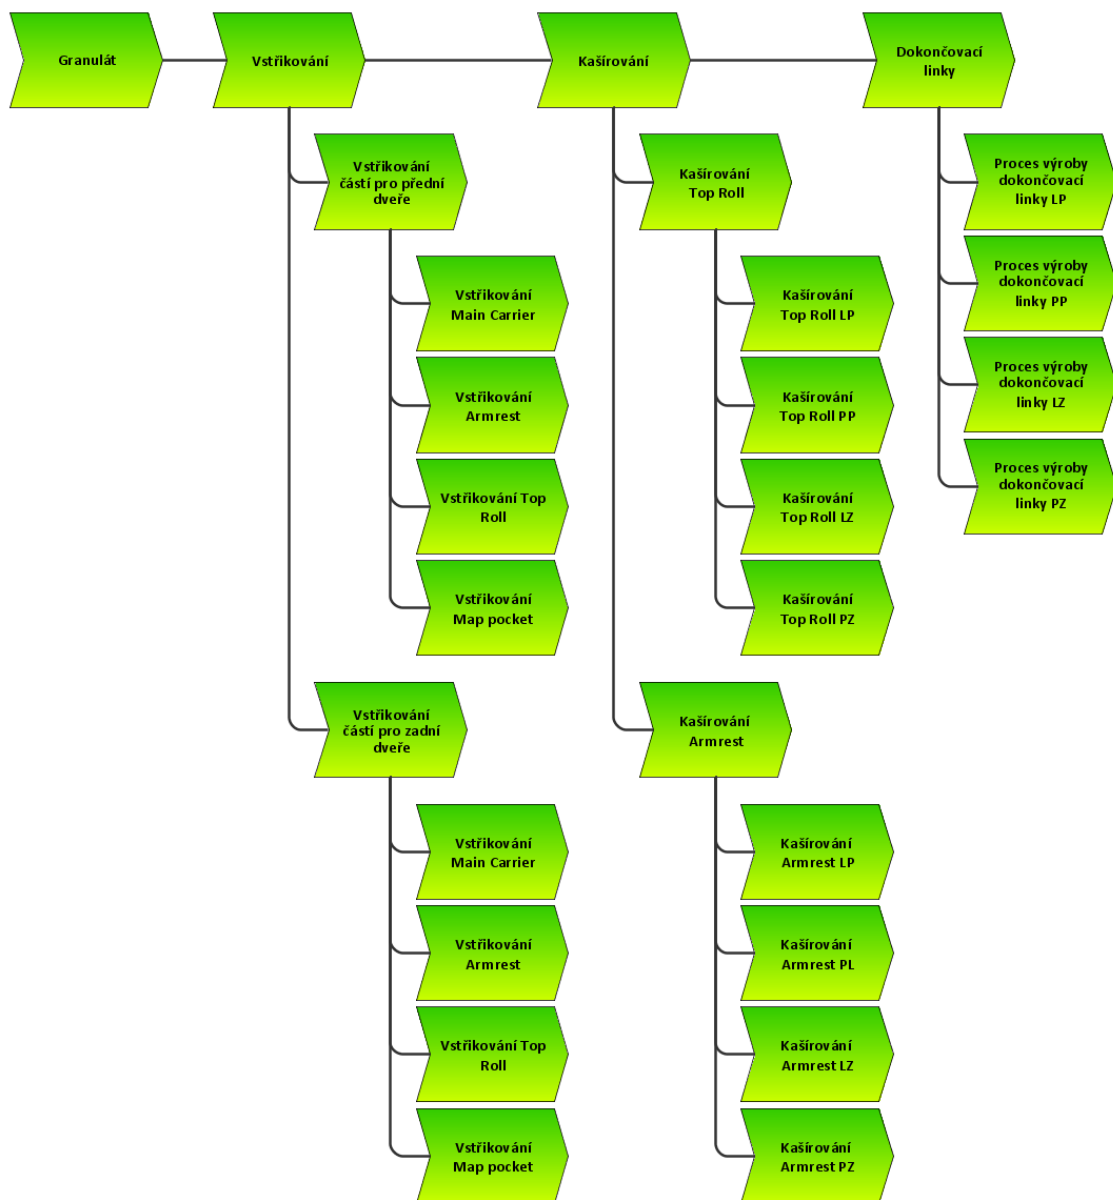 Granulát
Vstřikování
Kašírování
Dokončovací
linky
Vstřikování
částí pro přední
dveře
Vstřikování
Main Carrier
Vstřikování
Armrest
Vstřikování Top
Roll
Vstřikování
Map pocket
Vstřikování
částí pro zadní
dveře
Vstřikování
Main Carrier
Vstřikování
Armrest
Vstřikování Top
Roll
Vstřikování
Map pocket
Kašírování
Top Roll
Kašírování
Top Roll LP
Kašírování
Top Roll PP
Kašírování
Top Roll LZ
Kašírování
Top Roll PZ
Kašírování
Armrest
Kašírování
Armrest LP
Kašírování
Armrest PL
Kašírování
Armrest LZ
Kašírování
Armrest PZ
Proces výroby
dokončovací
linky LP
Proces výroby
dokončovací
linky PP
Proces výroby
dokončovací
linky LZ
Proces výroby
dokončovací
linky PZ